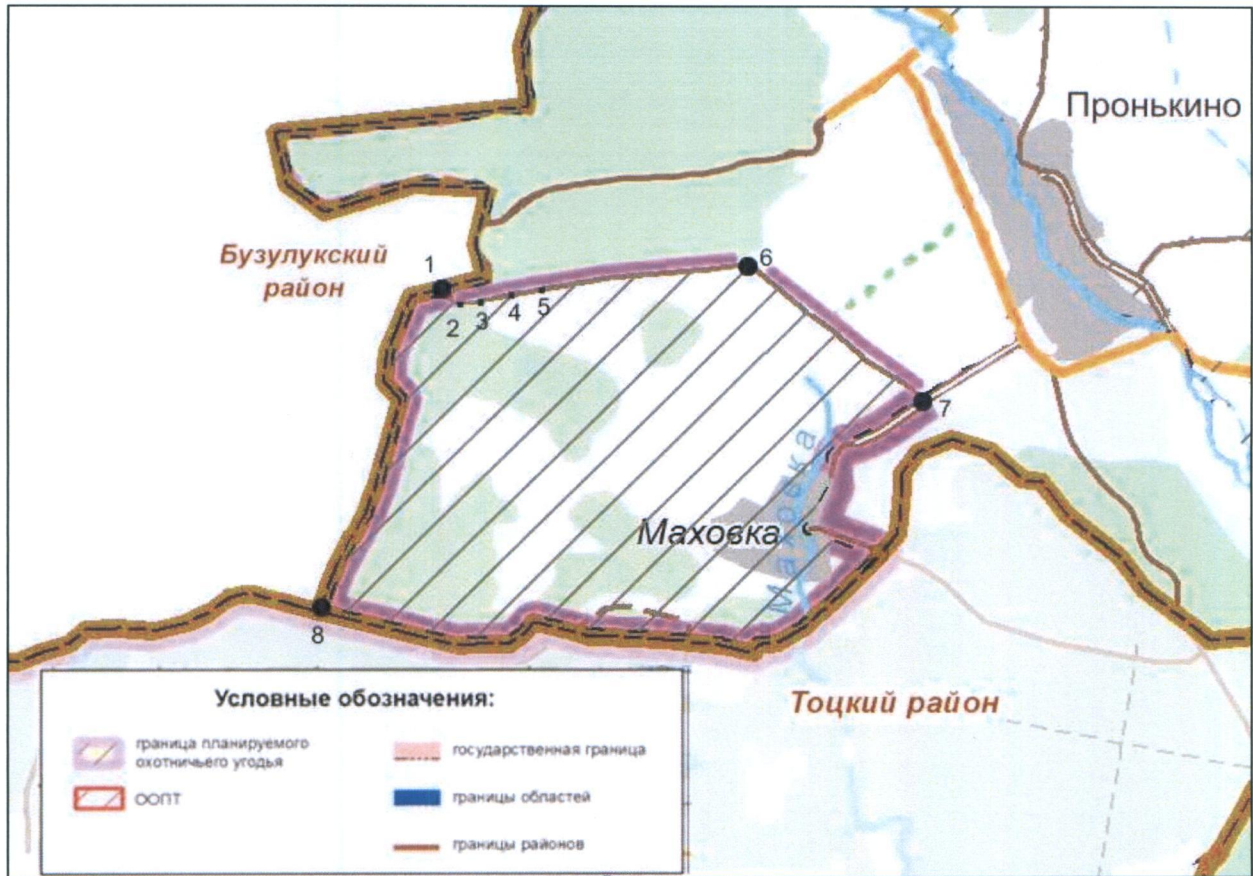 Пронькино
Бузулукский
район
1
2
3
4
5
6
7
Маховка
Маховка
8
Тоцкий район
Условные обозначения:
граница планируемого
охотничьего угодья
ООПТ
государственная граница
границы областей
границы районов